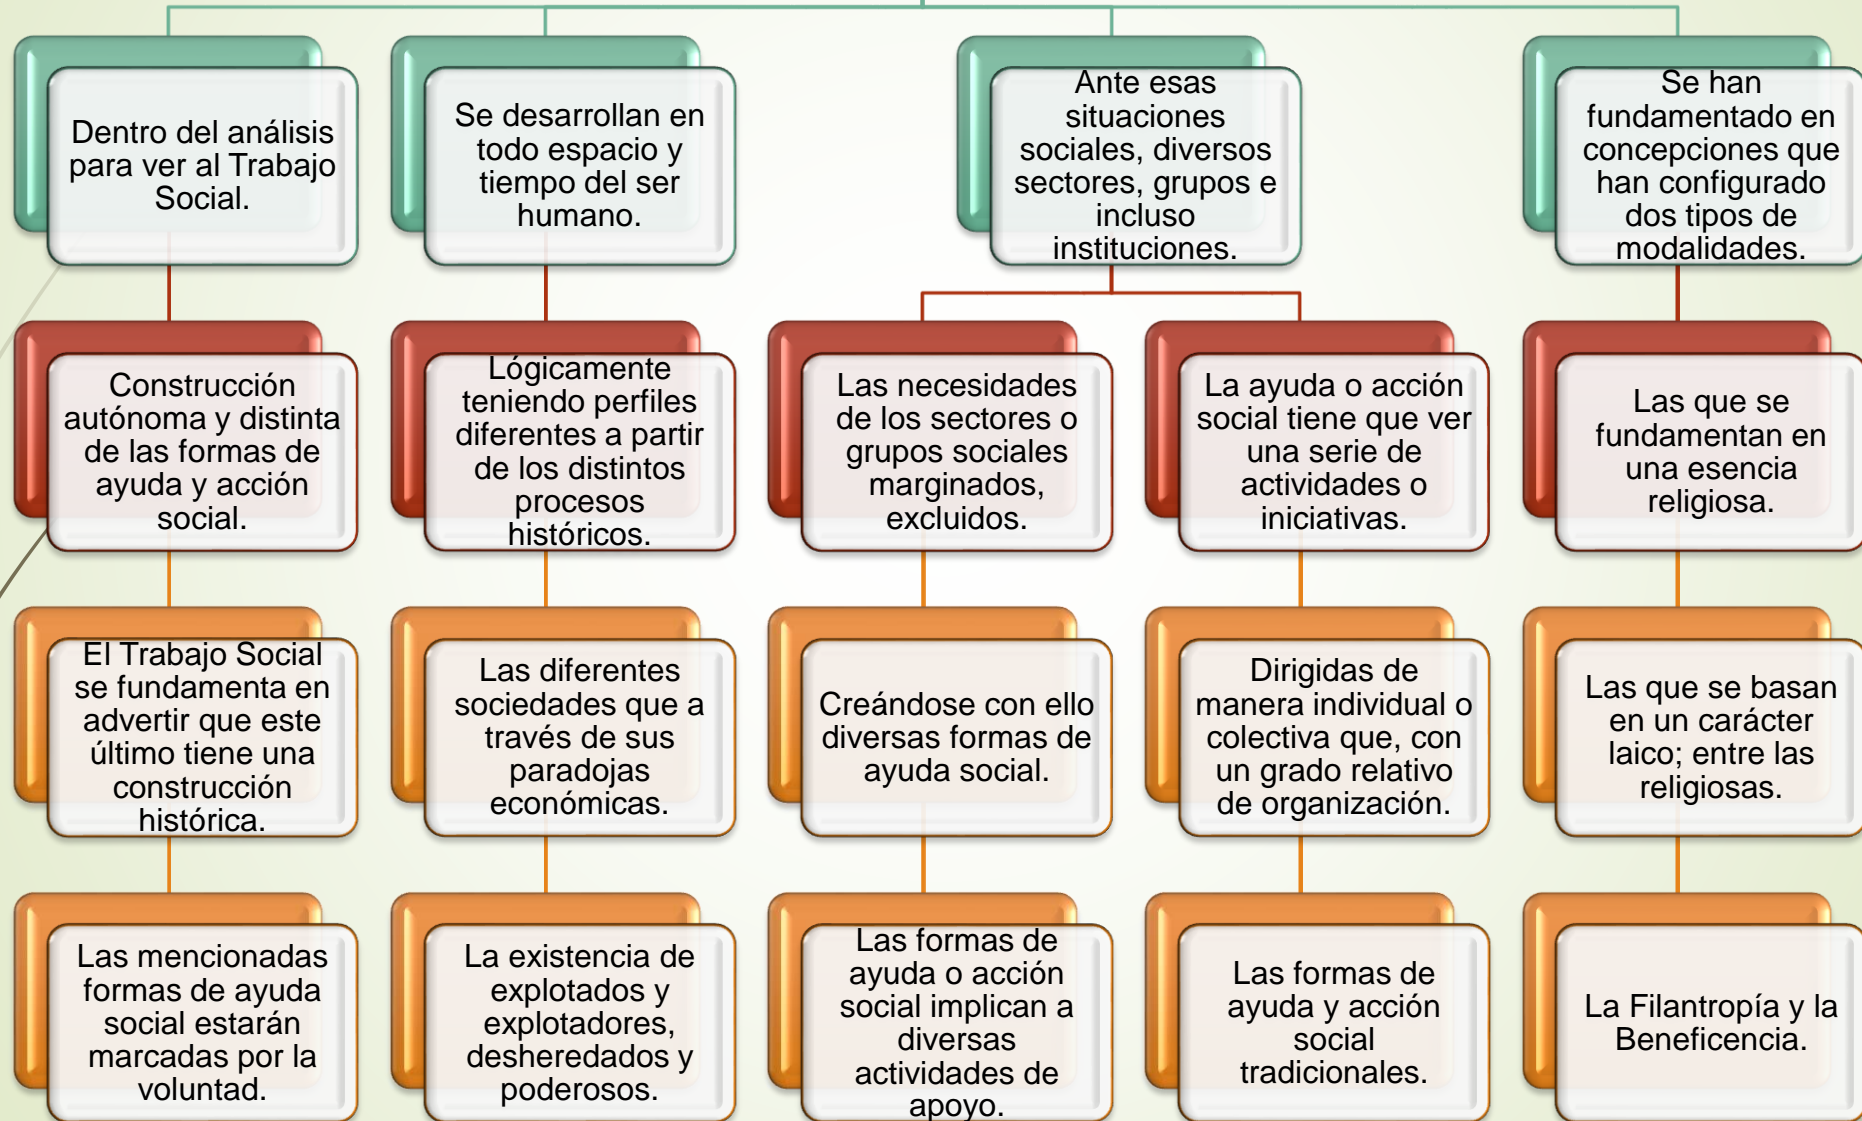 Dentro del análisis
para ver al Trabajo
Social.
Se desarrollan en
todo espacio y
tiempo del ser
humano.
Ante esas
situaciones
sociales, diversos
sectores, grupos e
incluso
instituciones.
Se han
fundamentado en
concepciones que
han configurado
dos tipos de
modalidades.
Construcción
autónoma y distinta
de las formas de
ayuda y acción
social.
Lógicamente
teniendo perfiles
diferentes a partir
de los distintos
procesos
históricos.
Las necesidades
de los sectores o
grupos sociales
marginados,
excluidos.
La ayuda o acción
social tiene que ver
una serie de
actividades o
iniciativas.
Las que se
fundamentan en
una esencia
religiosa.
El Trabajo Social
se fundamenta en
advertir que este
último tiene una
construcción
histórica.
Las diferentes
sociedades que a
través de sus
paradojas
económicas.
Creándose con ello
diversas formas de
ayuda social.
Dirigidas de
manera individual o
colectiva que, con
un grado relativo
de organización.
Las que se basan
en un carácter
laico; entre las
religiosas.
Las mencionadas
formas de ayuda
social estarán
marcadas por la
voluntad.
La existencia de
explotados y
explotadores,
desheredados y
poderosos.
Las formas de
ayuda o acción
social implican a
diversas
actividades de
apoyo.
Las formas de
ayuda y acción
social
tradicionales.
La Filantropía y la
Beneficencia.